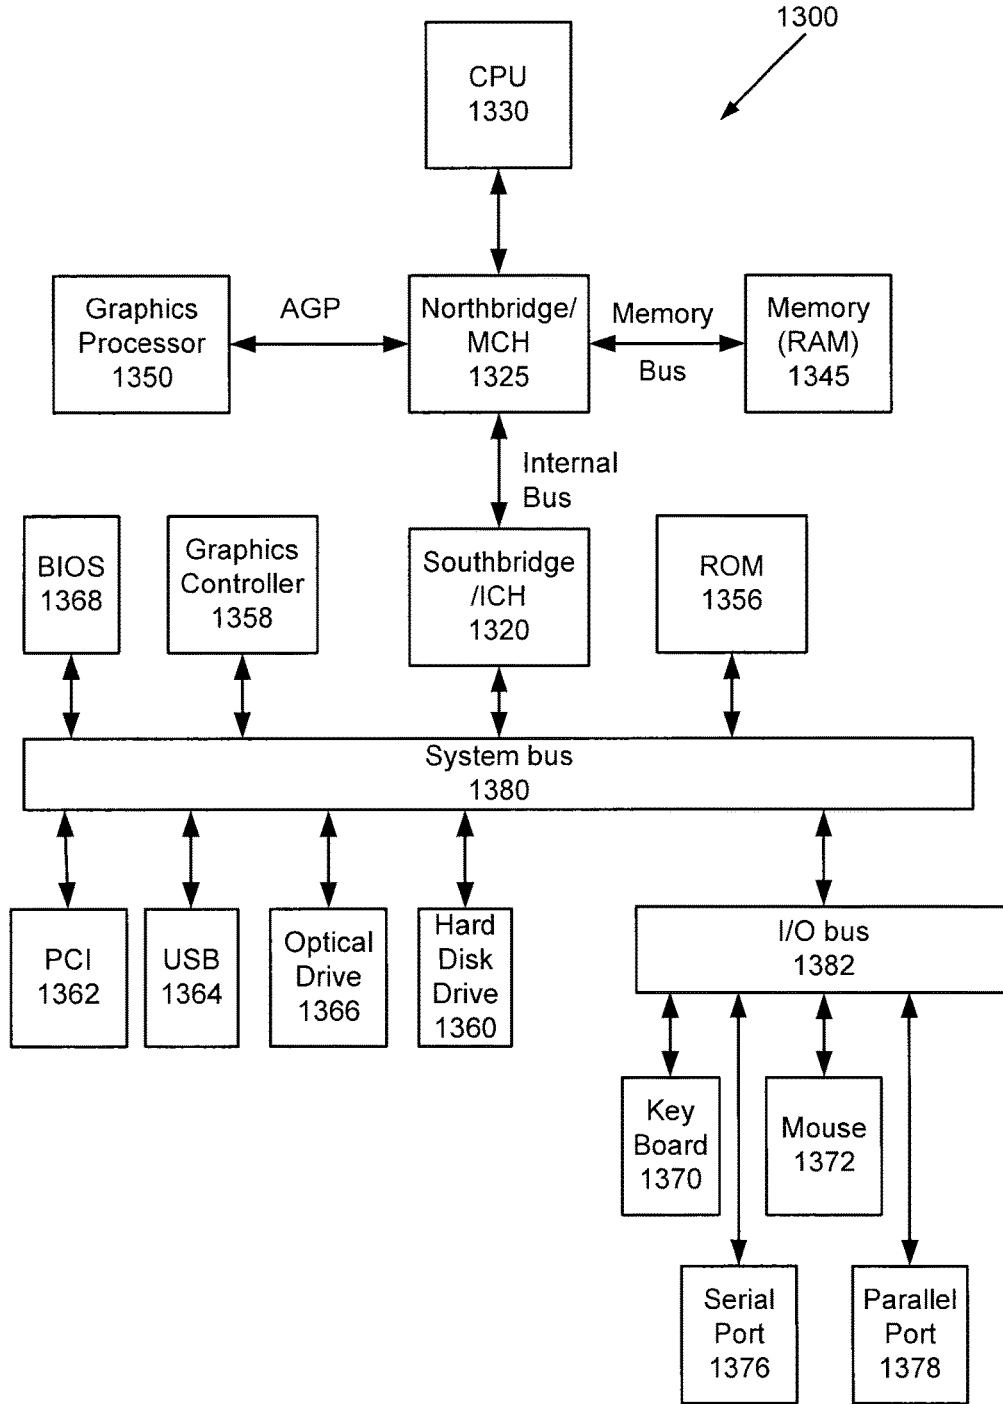 1300
CPU
1330
Graphics
Processor
1350
AGP
Northbridge/
MCH
1325
Memory
Bus
Memory
(RAM)
1345
Internal
Bus
BIOS
1368
Graphics
Controller
1358
Southbridge
/ICH
1320
ROM
1356
System bus
1380
PCI
1362
USB
1364
Optical
Drive
1366
Hard
Disk
Drive
1360
I/O bus
1382
Key
Board
1370
Mouse
1372
Serial
Port
1376
Parallel
Port
1378